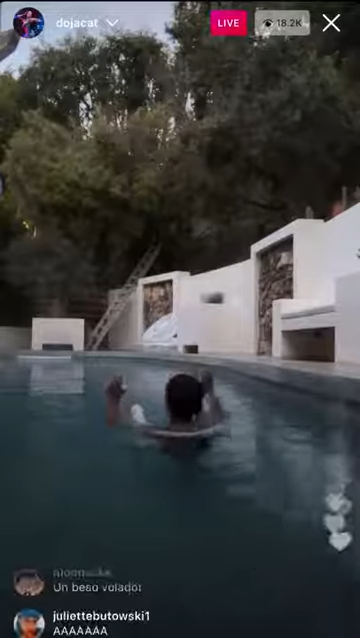 dojacat
LIVE
18.2K
Un beso volador
juliettebutowski1
AAAAAAA